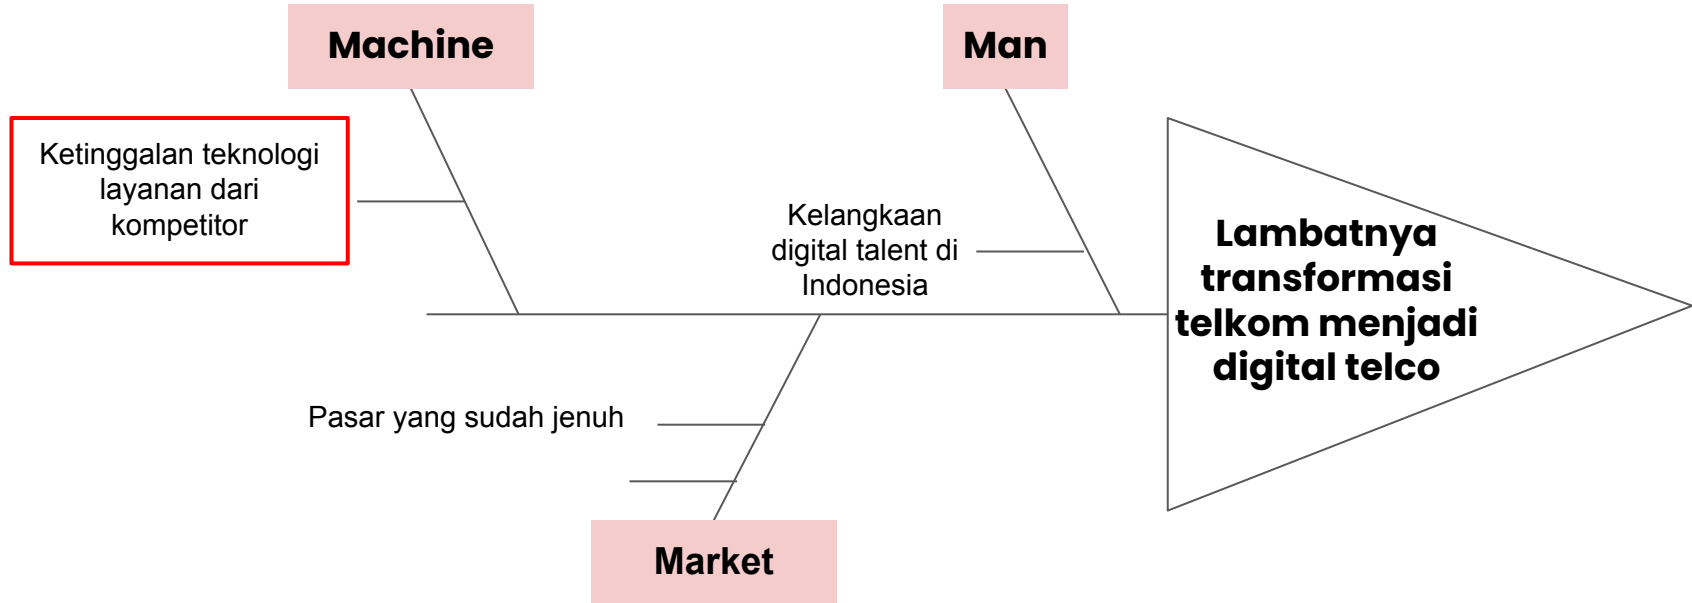 Machine
Man
Ketinggalan teknologi
layanan dari
kompetitor
Kelangkaan
digital talent di
Indonesia
Lambatnya
transformasi
telkom menjadi
digital telco
Pasar yang sudah jenuh
Market